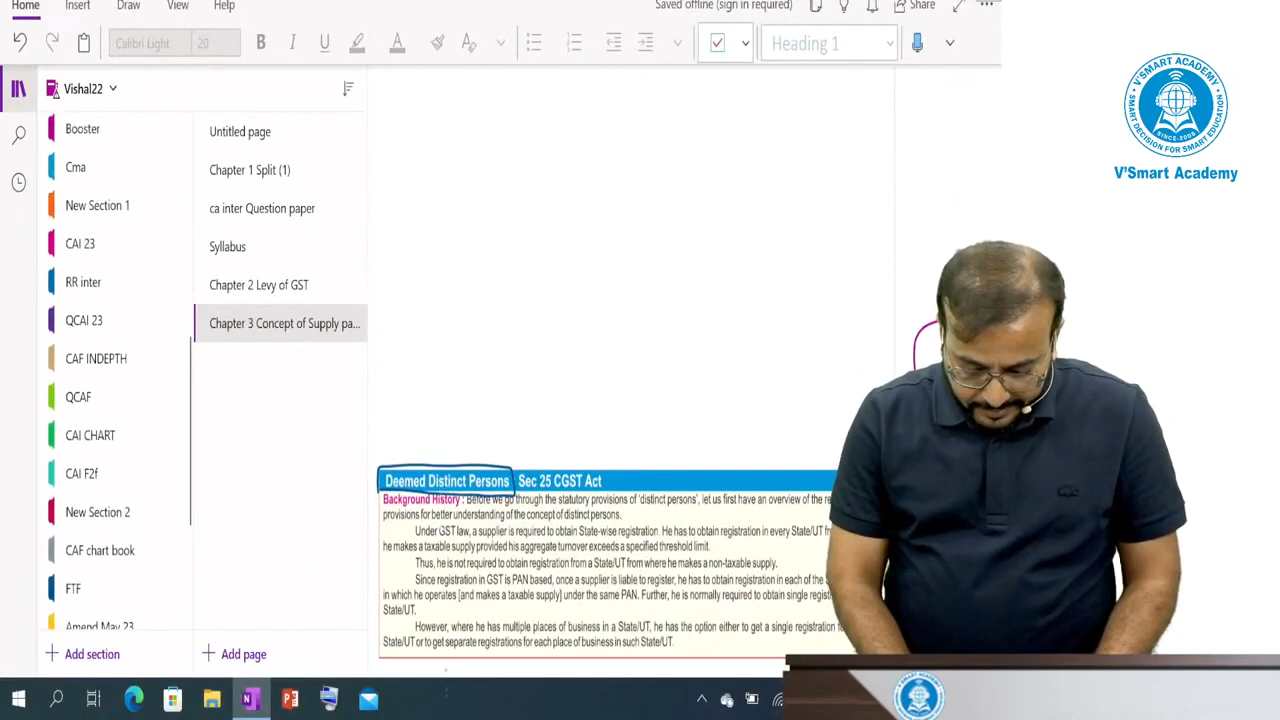 Home Insert Draw View Help Saved offline (sign in required) Share
Calibri Light 20 B I U A Heading 1
Vishal22
Booster
Cma
New Section 1
CAI 23
RR inter
QCAI 23
CAF INDEPTH
QCAF
CAI CHART
CAI F2f
New Section 2
CAF chart book
FTF
Amend May 23
Add section
Untitled page
Chapter 1 Split (1)
ca inter Question paper
Syllabus
Chapter 2 Levy of GST
Chapter 3 Concept of Supply pa...
Add page
Deemed Distinct Persons Sec 25 CGST Act
Background History : Before we go through the statutory provisions of 'distinct persons', let us first have an overview of the
provisions for better understanding of the concept of distinct persons.
Under GST law, a supplier is required to obtain State-wise registration. He has to obtain registration in every State/UT
he makes a taxable supply provided his aggregate turnover exceeds a specified threshold limit.
Thus, he is not required to obtain registration from a State/UT from where he makes a non-taxable supply.
Since registration in GST is PAN based, once a supplier is liable to register, he has to obtain registration in each of the
in which he operates [and makes a taxable supply] under the same PAN. Further, he is normally required to obtain single
State/UT.
However, where he has multiple places of business in a State/UT, he has the option either to get a single registration
State/UT or to get separate registrations for each place of business in such State/UT.
V'SMART ACADEMY
SMART DECISION FOR SMART EDUCATION
SINCE-2005
V'Smart Academy